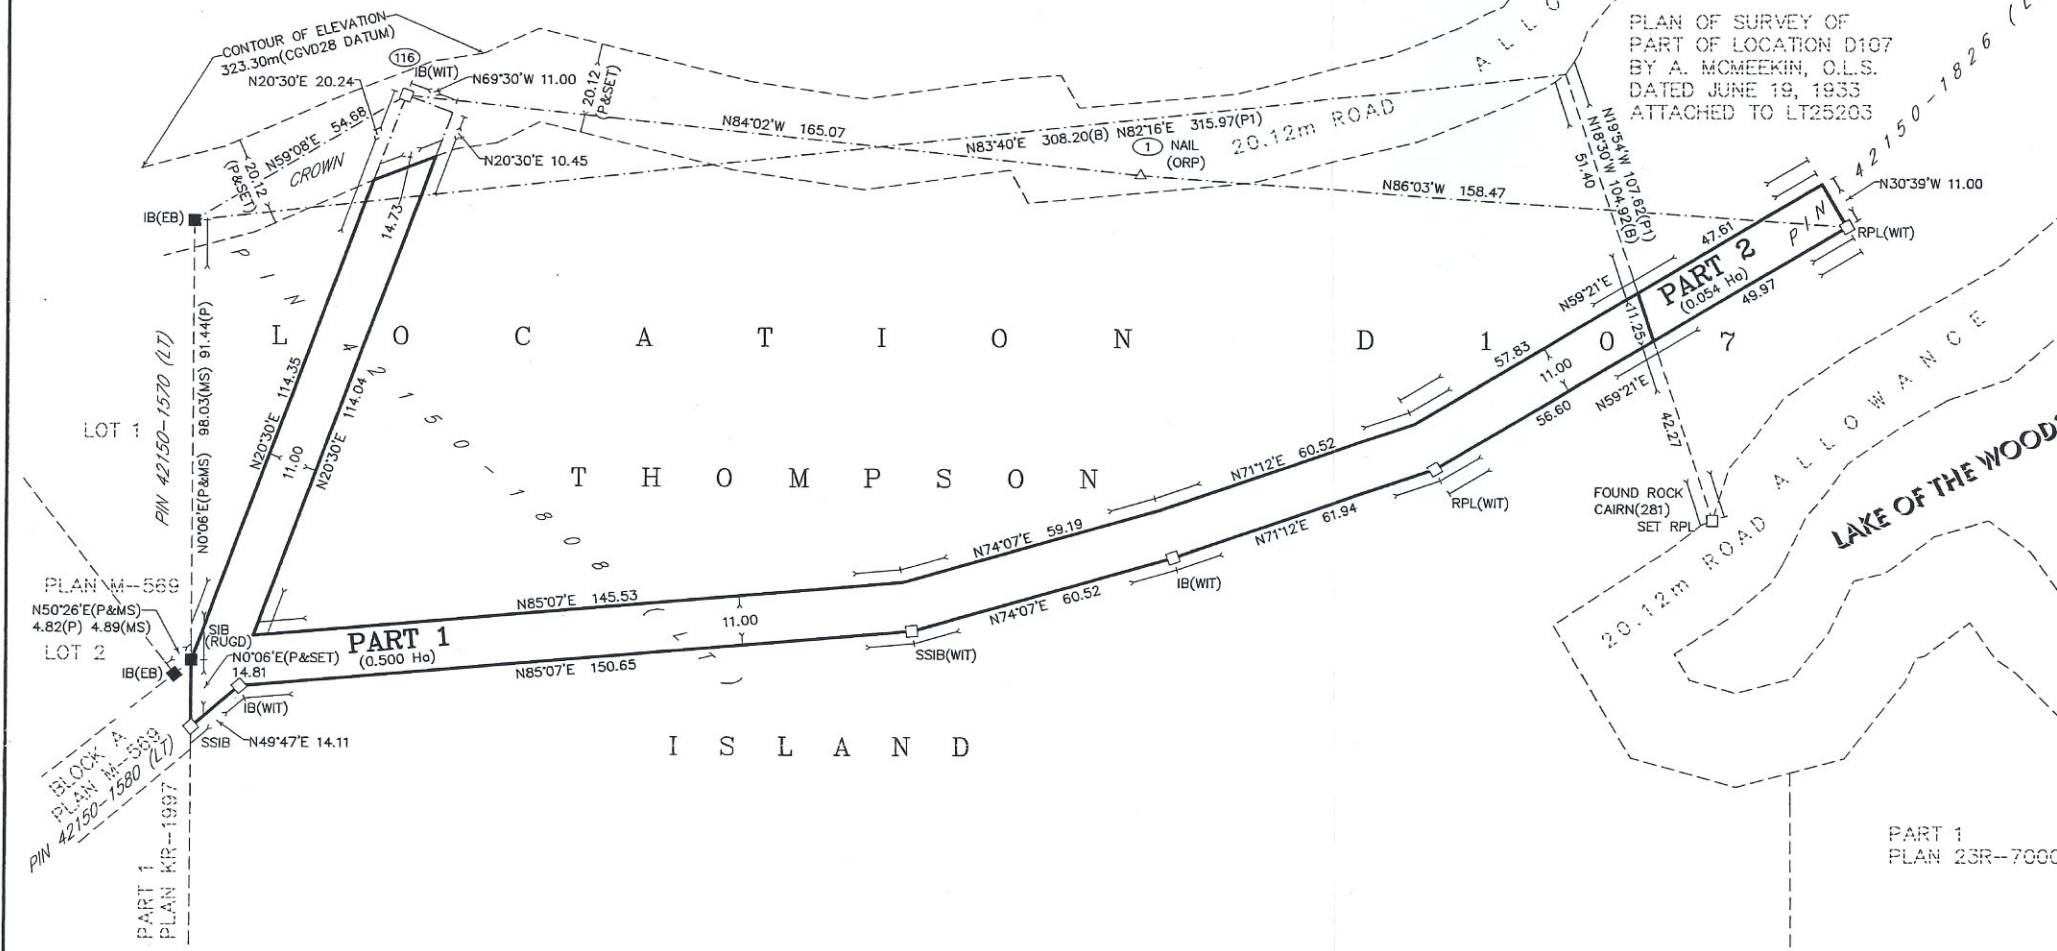 CONTOUR OF ELEVATION
323.30m(CGVD28 DATUM)
116
IB(WIT)
N20°30'E 20.24
N69°30'W 11.00
20.12
(P&SET)
N59°08'E 54.68
CROWN
20.12
(P&SET)
N84°02'W 165.07
N20°30'E 10.45
N83°40'E 308.20(B) N82°16'E 315.97(P1)
1
NAIL
(ORP)
20.12m ROAD
ALLO
N86°03'W 158.47
PLAN OF SURVEY OF
PART OF LOCATION D107
BY A. MCMEEKIN, O.L.S.
DATED JUNE 19, 1933
ATTACHED TO LT25203
N19°54'W 107.62(P1)
N18°30'W 104.92(B)
51.40
PIN 42150-1826 (L
N30°39'W 11.00
RPL(WIT)
IB(EB)
14.73
47.61
PART 2
(0.054 Ha)
49.97
N59°21'E
11.25
57.83
11.00
56.60
N59°21'E
42.27
LOCATION D107
PIN 42150-1808 (LT)
LOT 1
PIN 42150-1570 (LT)
N0°06'E(P&MS) 98.03(MS) 91.44(P)
N20°30'E 114.35
11.00
N20°30'E 114.04
THOMPSON
N71°12'E 60.52
RPL(WIT)
FOUND ROCK
CAIRN(281)
SET RPL
20.12m ROAD ALLOWANCE
LAKE OF THE WOODS
N74°07'E 59.19
N71°12'E 61.94
IB(WIT)
PLAN M-569
N50°26'E(P&MS)
4.82(P) 4.89(MS)
LOT 2
IB(EB)
SIB
(RUGD)
N0°06'E(P&SET)
14.81
IB(WIT)
SSIB
N49°47'E 14.11
N85°07'E 145.53
11.00
PART 1
(0.500 Ha)
N85°07'E 150.65
N74°07'E 60.52
SSIB(WIT)
ISLAND
BLOCK A
PLAN M-569
PIN 42150-1580 (LT)
PART 1
PLAN KR-1997
PART 1
PLAN 23R-7000